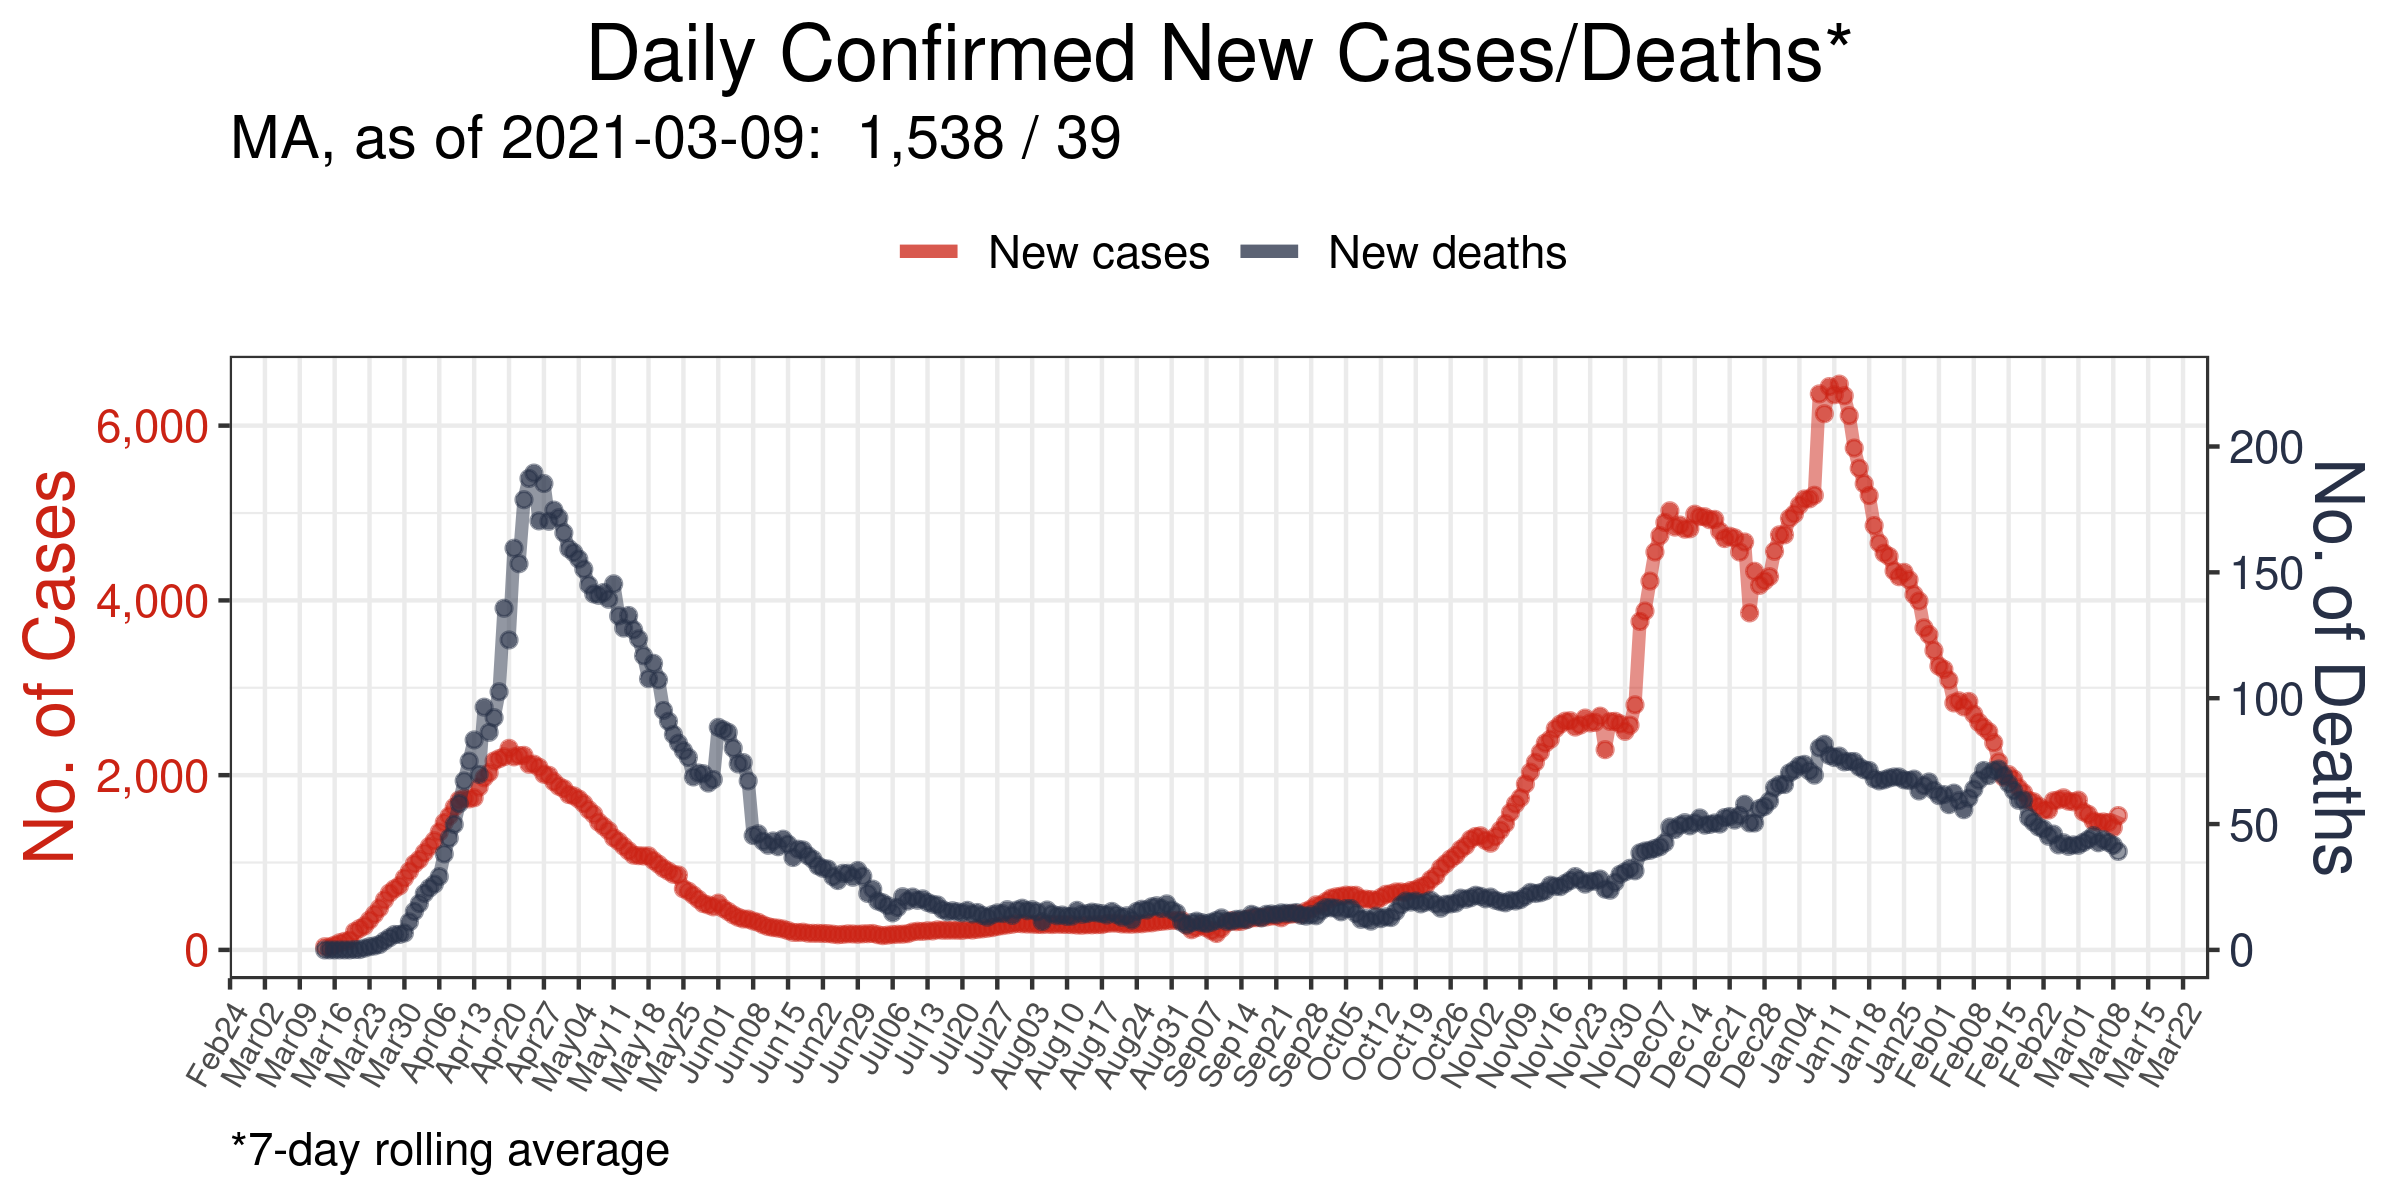 Daily Confirmed New Cases/Deaths*
MA, as of 2021-03-09:  1,538 / 39
New cases
New deaths
No. of Cases
6,000
4,000
2,000
0
No. of Deaths
200
150
100
50
0
Feb24
Mar02
Mar09
Mar16
Mar23
Mar30
Apr06
Apr13
Apr20
Apr27
May04
May11
May18
May25
Jun01
Jun08
Jun15
Jun22
Jun29
Jul06
Jul13
Jul20
Jul27
Aug03
Aug10
Aug17
Aug24
Aug31
Sep07
Sep14
Sep21
Sep28
Oct05
Oct12
Oct19
Oct26
Nov02
Nov09
Nov16
Nov23
Nov30
Dec07
Dec14
Dec21
Dec28
Jan04
Jan11
Jan18
Jan25
Feb01
Feb08
Feb15
Feb22
Mar01
Mar08
Mar15
Mar22
*7-day rolling average